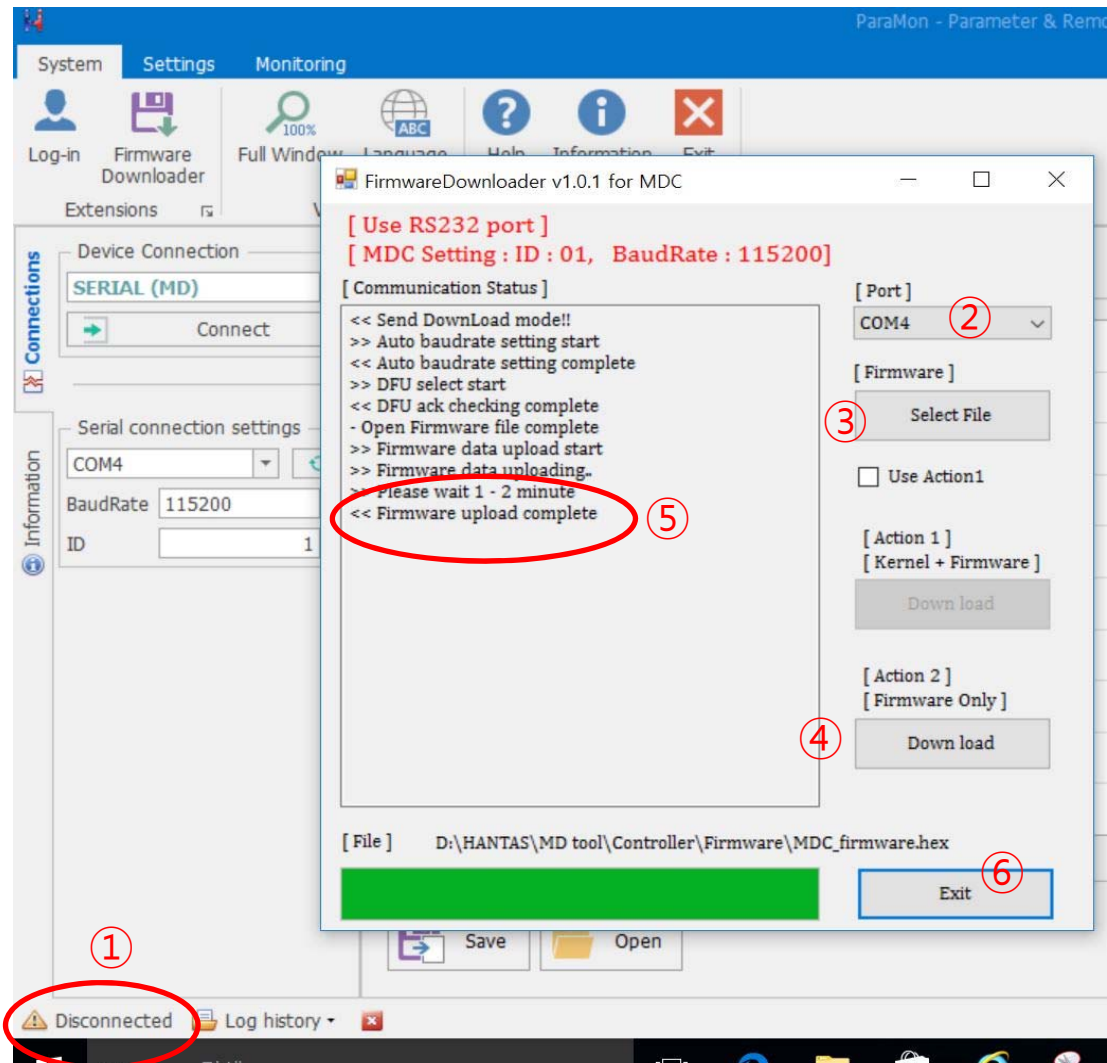 ParaMon - Parameter & Remo
System Settings Monitoring
100%
ABC
Log-in Firmware Downloader Full Window Language Help Information Exit
Extensions
FirmwareDownloader v1.0.1 for MDC
[ Use RS232 port ]
[ MDC Setting : ID : 01, BaudRate : 115200]
[ Communication Status ]
<< Send DownLoad mode!!
>> Auto baudrate setting start
<< Auto baudrate setting complete
>> DFU select start
<< DFU ack checking complete
- Open Firmware file complete
>> Firmware data upload start
>> Firmware data uploading..
>> Please wait 1 - 2 minute
<< Firmware upload complete
⑤
[ Port ]
COM4 ②
[ Firmware ]
③ Select File
Use Action1
[ Action 1 ]
[ Kernel + Firmware ]
Down load
[ Action 2 ]
[ Firmware Only ]
④ Down load
[ File ] D:\HANTAS\MD tool\Controller\Firmware\MDC_firmware.hex
Exit ⑥
Connections
Information
Device Connection
SERIAL (MD)
Connect
Serial connection settings
COM4
BaudRate 115200
ID 1
Save Open
①
Disconnected Log history